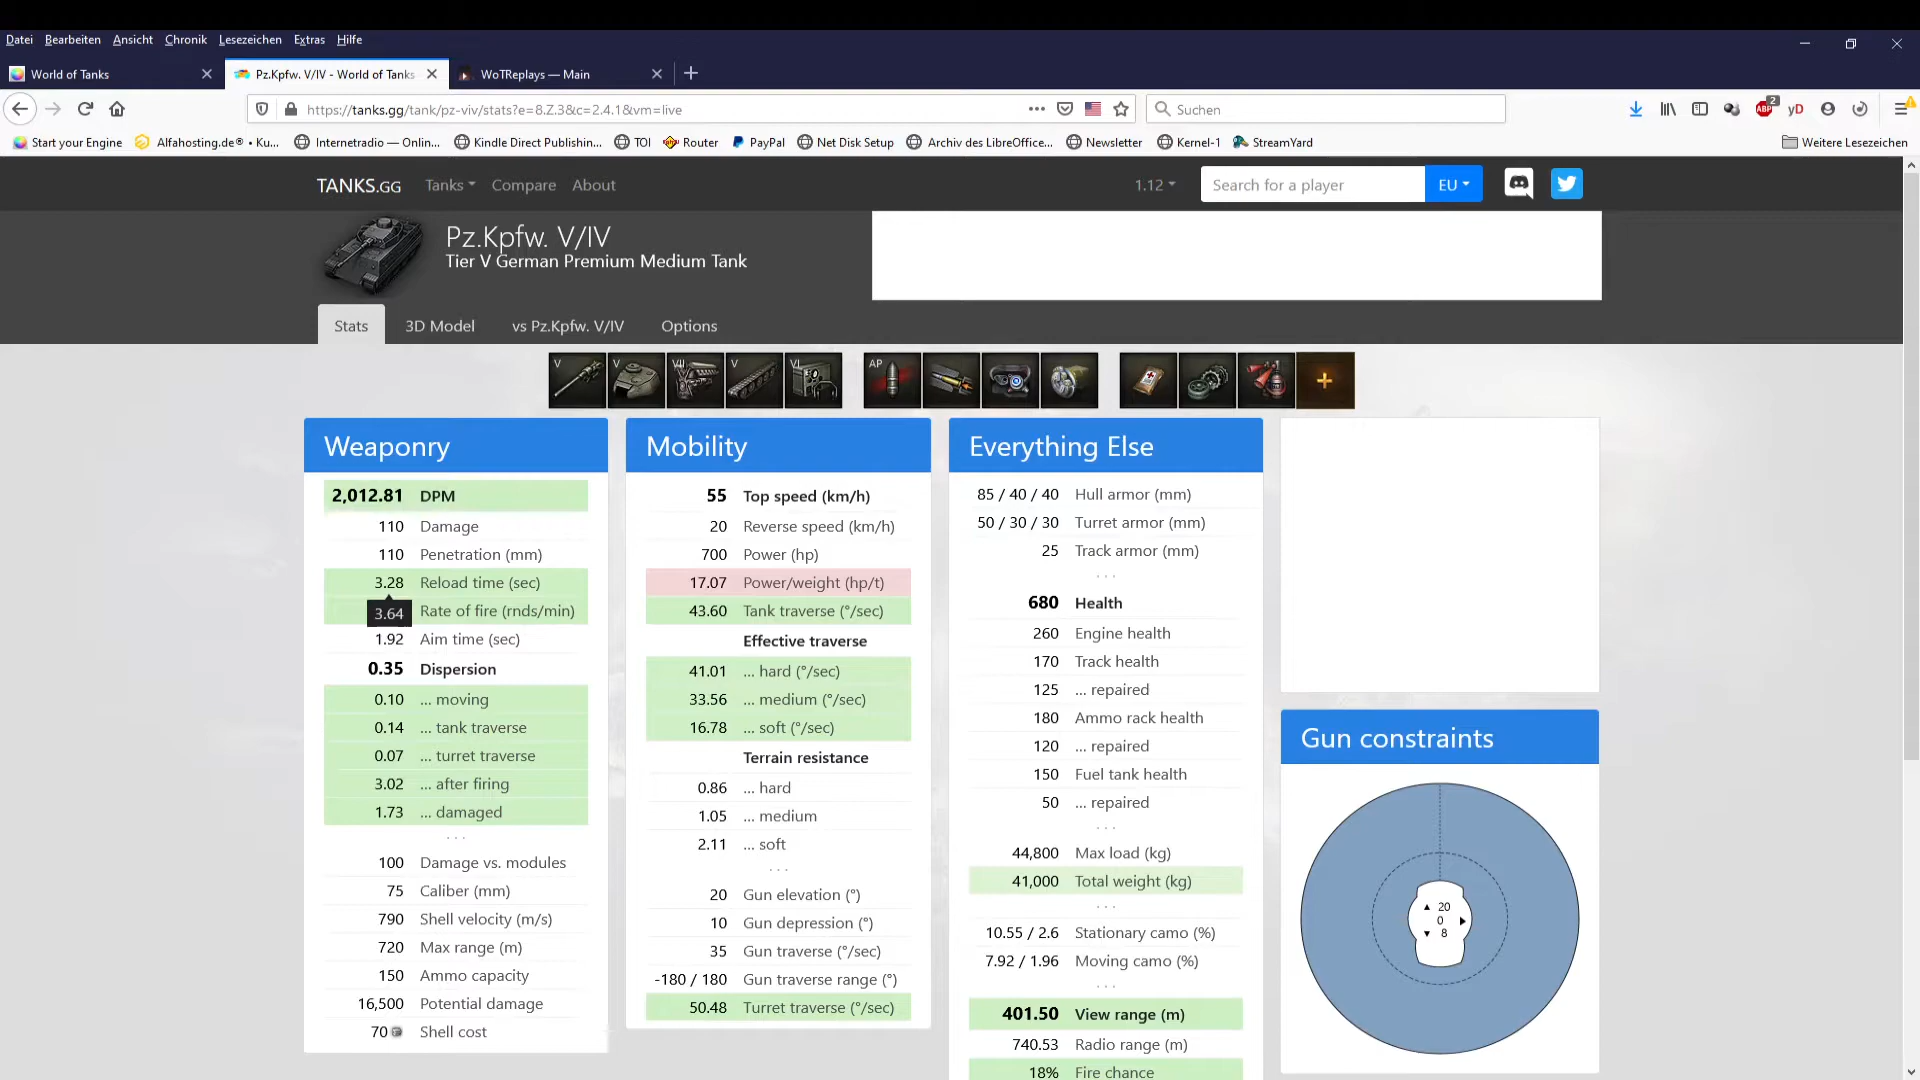 Datei Bearbeiten Ansicht Chronik Lesezeichen Extras Hilfe
World of Tanks Pz.Kpfw. V/IV - World of Tanks WoTReplays — Main
https://tanks.gg/tank/pz-viv/stats?e=8.Z.3&c=2.4.1&vm=live Suchen 2 yD
Start your Engine Alfahosting.de® • Ku... Internetradio — Onlin... Kindle Direct Publishin... TOI Router PayPal Net Disk Setup Archiv des LibreOffice... Newsletter Kernel-1 StreamYard Weitere Lesezeichen
TANKS.GG Tanks Compare About 1.12 Search for a player EU
Pz.Kpfw. V/IV
Tier V German Premium Medium Tank
Stats 3D Model vs Pz.Kpfw. V/IV Options
V V VII V VI AP
Weaponry
2,012.81 DPM
110 Damage
110 Penetration (mm)
3.28 Reload time (sec)
3.64 Rate of fire (rnds/min)
1.92 Aim time (sec)
0.35 Dispersion
0.10 ... moving
0.14 ... tank traverse
0.07 ... turret traverse
3.02 ... after firing
1.73 ... damaged
...
100 Damage vs. modules
75 Caliber (mm)
790 Shell velocity (m/s)
720 Max range (m)
150 Ammo capacity
16,500 Potential damage
70 Shell cost
Mobility
55 Top speed (km/h)
20 Reverse speed (km/h)
700 Power (hp)
17.07 Power/weight (hp/t)
43.60 Tank traverse (°/sec)
Effective traverse
41.01 ... hard (°/sec)
33.56 ... medium (°/sec)
16.78 ... soft (°/sec)
Terrain resistance
0.86 ... hard
1.05 ... medium
2.11 ... soft
...
20 Gun elevation (°)
10 Gun depression (°)
35 Gun traverse (°/sec)
-180 / 180 Gun traverse range (°)
50.48 Turret traverse (°/sec)
Everything Else
85 / 40 / 40 Hull armor (mm)
50 / 30 / 30 Turret armor (mm)
25 Track armor (mm)
...
680 Health
260 Engine health
170 Track health
125 ... repaired
180 Ammo rack health
120 ... repaired
150 Fuel tank health
50 ... repaired
...
44,800 Max load (kg)
41,000 Total weight (kg)
...
10.55 / 2.6 Stationary camo (%)
7.92 / 1.96 Moving camo (%)
...
401.50 View range (m)
740.53 Radio range (m)
18% Fire chance
Gun constraints
20
0
8